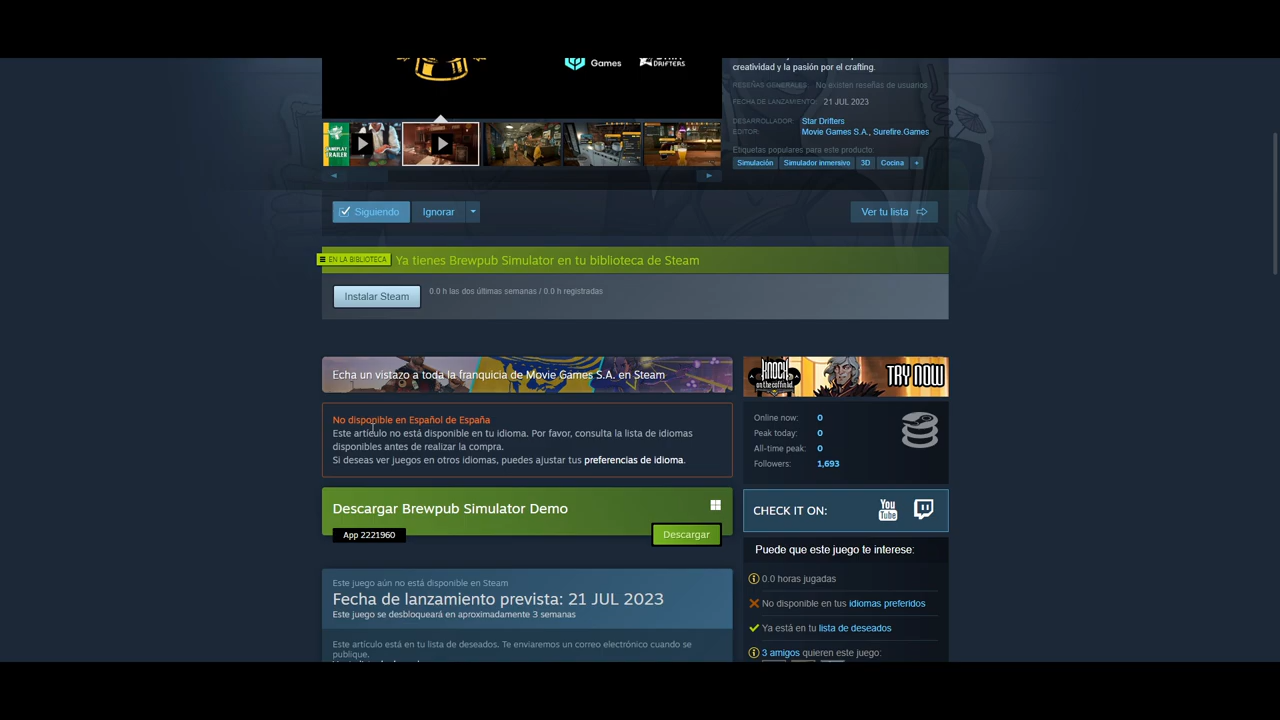 Games
DRIFTERS
creatividad y la pasión por el crafting.
RESEÑAS GENERALES: No existen reseñas de usuarios
FECHA DE LANZAMIENTO: 21 JUL 2023
DESARROLLADOR: Star Drifters
EDITOR: Movie Games S.A., Surefire.Games
Etiquetas populares para este producto:
Simulación Simulador inmersivo 3D Cocina +
GAMEPLAY
TRAILER
Siguiendo Ignorar Ver tu lista
EN LA BIBLIOTECA Ya tienes Brewpub Simulator en tu biblioteca de Steam
Instalar Steam 0.0 h las dos últimas semanas / 0.0 h registradas
Echa un vistazo a toda la franquicia de Movie Games S.A. en Steam
No disponible en Español de España
Este artículo no está disponible en tu idioma. Por favor, consulta la lista de idiomas
disponibles antes de realizar la compra.
Si deseas ver juegos en otros idiomas, puedes ajustar tus preferencias de idioma.
Descargar Brewpub Simulator Demo
App 2221960 Descargar
Este juego aún no está disponible en Steam
Fecha de lanzamiento prevista: 21 JUL 2023
Este juego se desbloqueará en aproximadamente 3 semanas
Este artículo está en tu lista de deseados. Te enviaremos un correo electrónico cuando se
publique.
KNOCK
on the coffin lid
TRY NOW
Online now: 0
Peak today: 0
All-time peak: 0
Followers: 1,693
CHECK IT ON: You Tube
Puede que este juego te interese:
0.0 horas jugadas
No disponible en tus idiomas preferidos
Ya está en tu lista de deseados
3 amigos quieren este juego: